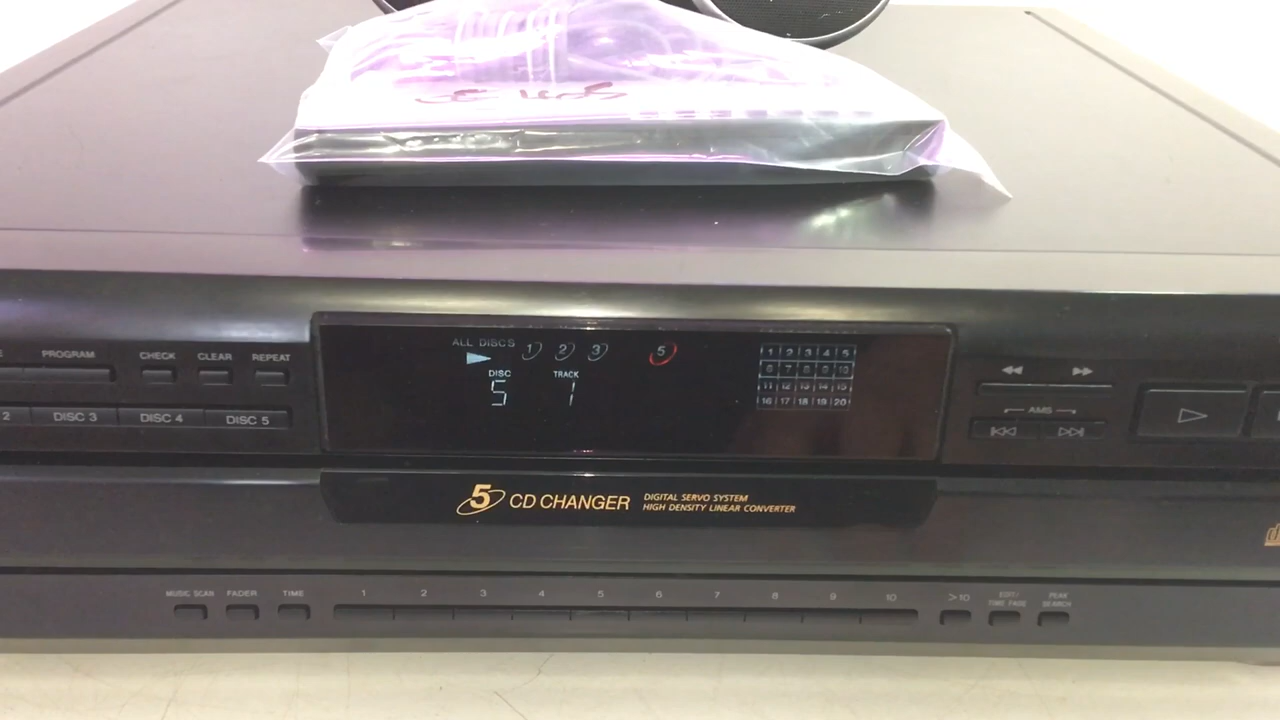 PROGRAM CHECK CLEAR REPEAT
2 DISC 3 DISC 4 DISC 5
ALL DISCS 1 2 3 5
DISC TRACK
5 1
1 2 3 4 5
6 7 8 9 10
11 12 13 14 15
16 17 18 19 20
AMS
5 CD CHANGER
DIGITAL SERVO SYSTEM
HIGH DENSITY LINEAR CONVERTER
MUSIC SCAN FADER TIME 1 2 3 4 5 6 7 8 9 10 >10
EDIT/
TIME FADE
PEAK
SEARCH